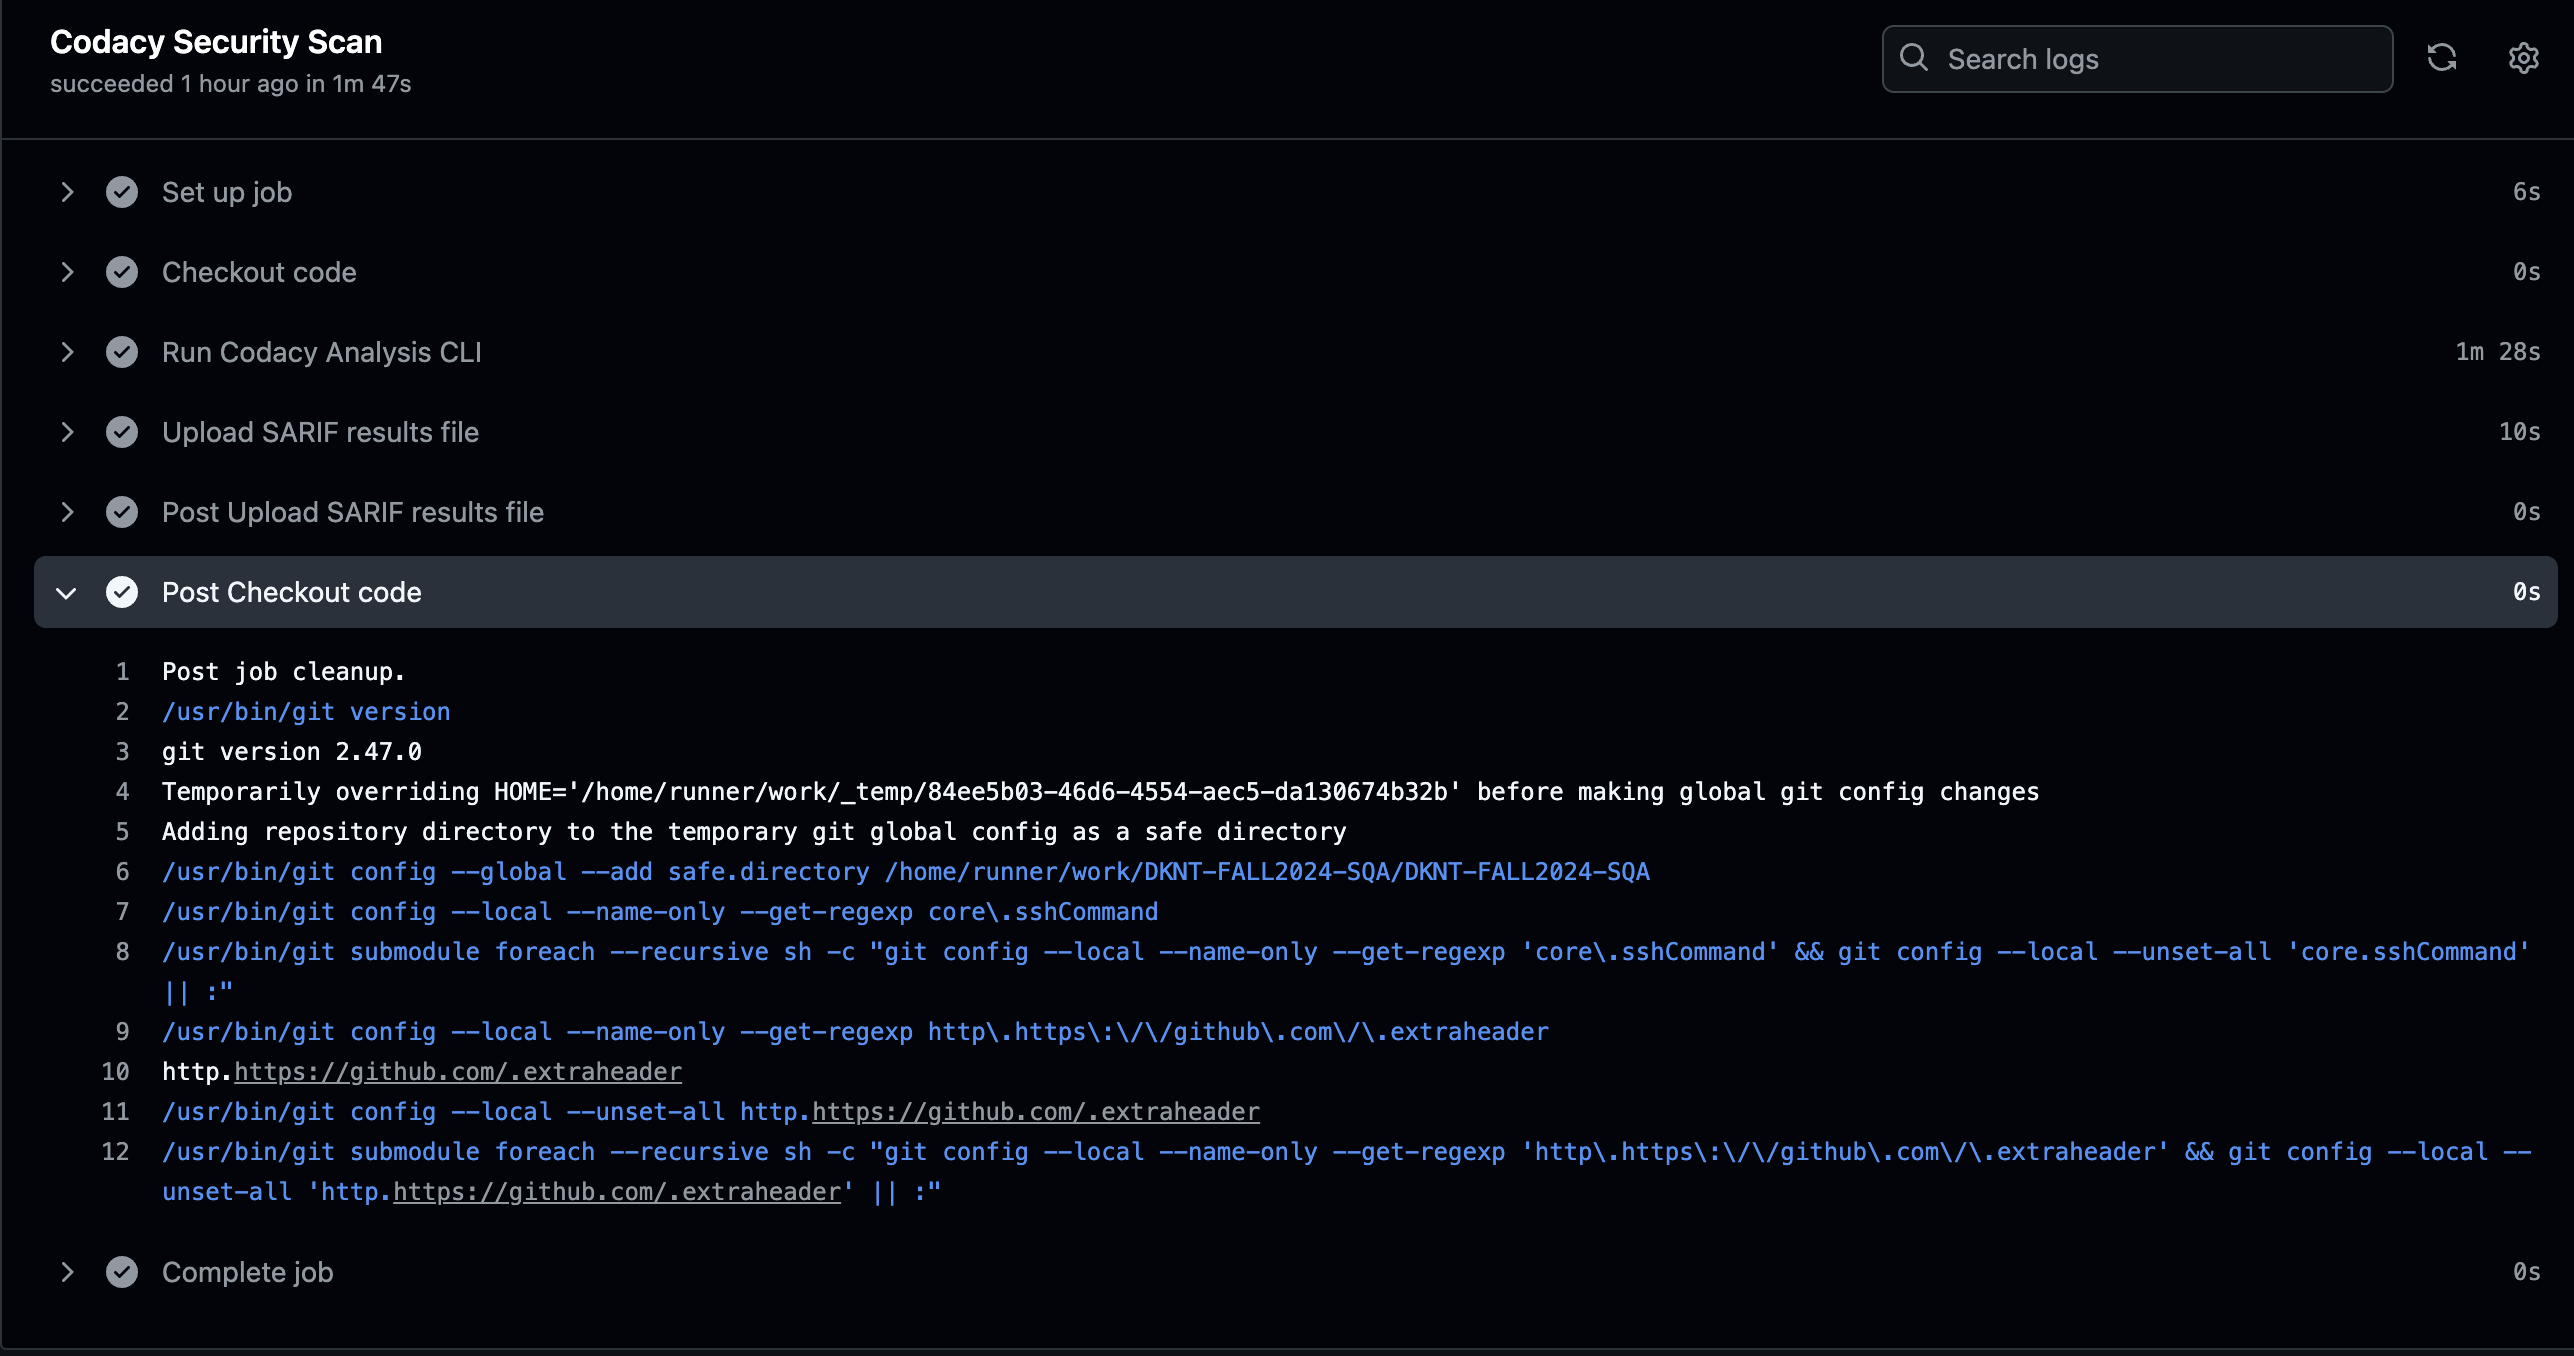 Codacy Security Scan
succeeded 1 hour ago in 1m 47s
Search logs
Set up job 6s
Checkout code 0s
Run Codacy Analysis CLI 1m 28s
Upload SARIF results file 10s
Post Upload SARIF results file 0s
Post Checkout code 0s
1 Post job cleanup.
2 /usr/bin/git version
3 git version 2.47.0
4 Temporarily overriding HOME='/home/runner/work/_temp/84ee5b03-46d6-4554-aec5-da130674b32b' before making global git config changes
5 Adding repository directory to the temporary git global config as a safe directory
6 /usr/bin/git config --global --add safe.directory /home/runner/work/DKNT-FALL2024-SQA/DKNT-FALL2024-SQA
7 /usr/bin/git config --local --name-only --get-regexp core\.sshCommand
8 /usr/bin/git submodule foreach --recursive sh -c "git config --local --name-only --get-regexp 'core\.sshCommand' && git config --local --unset-all 'core.sshCommand'
|| :"
9 /usr/bin/git config --local --name-only --get-regexp http\.https\:\/\/github\.com\/\.extraheader
10 http.https://github.com/.extraheader
11 /usr/bin/git config --local --unset-all http.https://github.com/.extraheader
12 /usr/bin/git submodule foreach --recursive sh -c "git config --local --name-only --get-regexp 'http\.https\:\/\/github\.com\/\.extraheader' && git config --local --
unset-all 'http.https://github.com/.extraheader' || :"
Complete job 0s